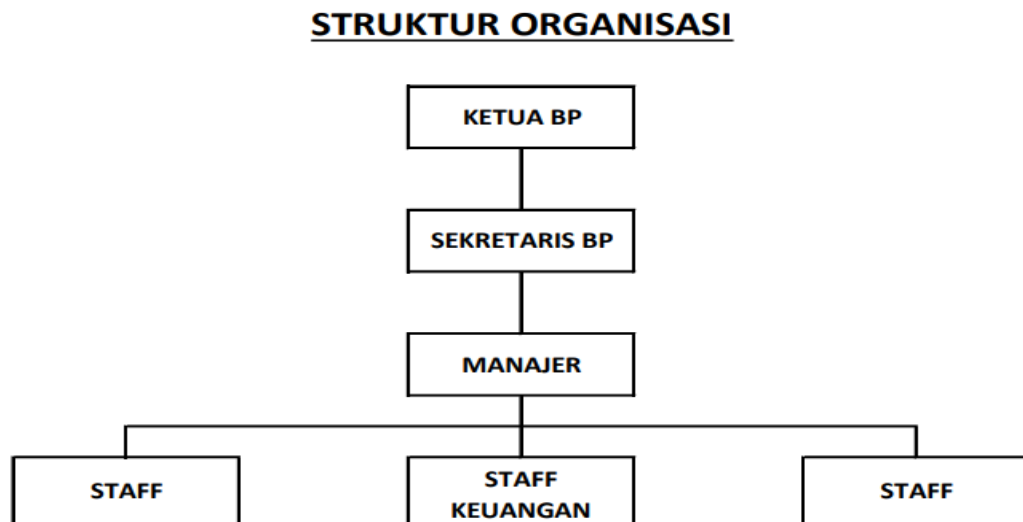 STRUKTUR ORGANISASI
KETUA BP
SEKRETARIS BP
MANAJER
STAFF
STAFF
KEUANGAN
STAFF